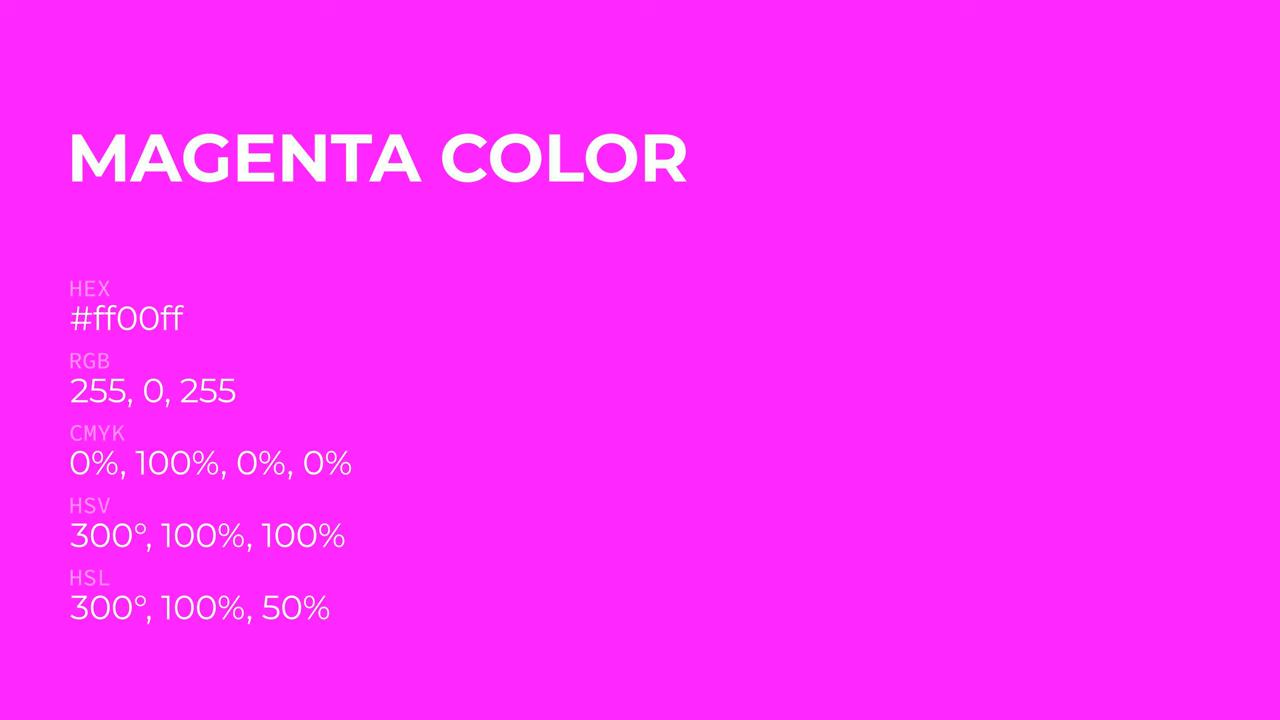 MAGENTA COLOR
HEX
#ff00ff
RGB
255, 0, 255
CMYK
0%, 100%, 0%, 0%
HSV
300°, 100%, 100%
HSL
300°, 100%, 50%